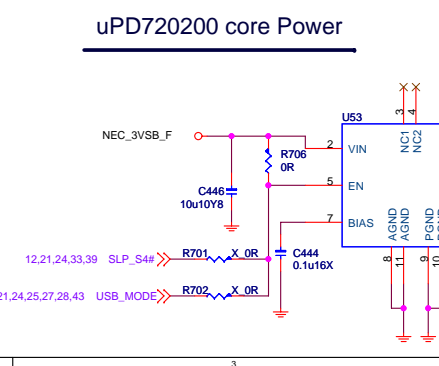 uPD720200 core Power
U53
NEC_3VSB_F
3
4
NC1
NC2
R706
0R
2
VIN
C446
10u10Y8
5
EN
7
BIAS
AGND
AGND
PGND
C444
0.1u16X
12,21,24,33,39 SLP_S4#
R701
X_0R
8
11
9
10
21,24,25,27,28,43 USB_MODE
R702
X_0R
3